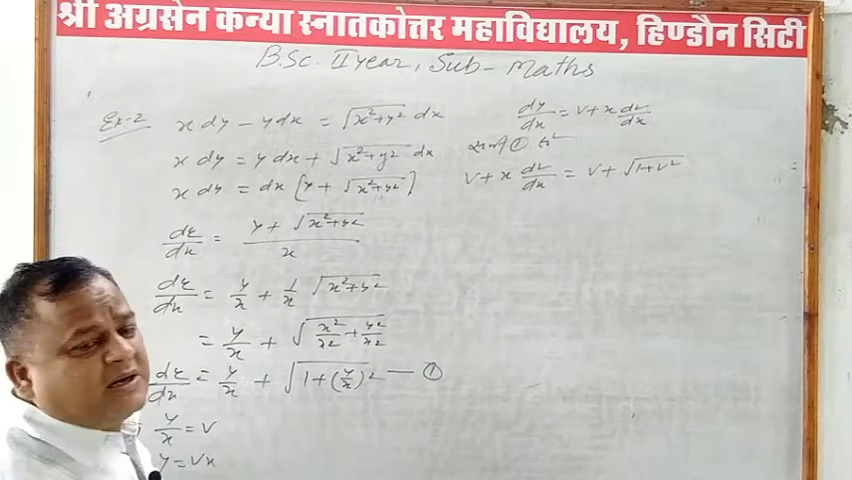 श्री अग्रसेन कन्या स्नातकोत्तर महाविद्यालय, हिण्डौन सिटी
B.Sc. II year, Sub - Maths
Ex-2 x dy - y dx = √x²+y² dx
x dy = y dx + √x²+y² dx
x dy = dx [y + √x²+y²]
dy/dx = y + √x²+y² / x
dy/dx = y/x + 1/x √x²+y²
= y/x + √x²/x² + y²/x²
dy/dx = y/x + √1+(y/x)² — ①
y/x = v
y = vx
dy/dx = v + x dv/dx
समी ① से
v + x dv/dx = v + √1+v²